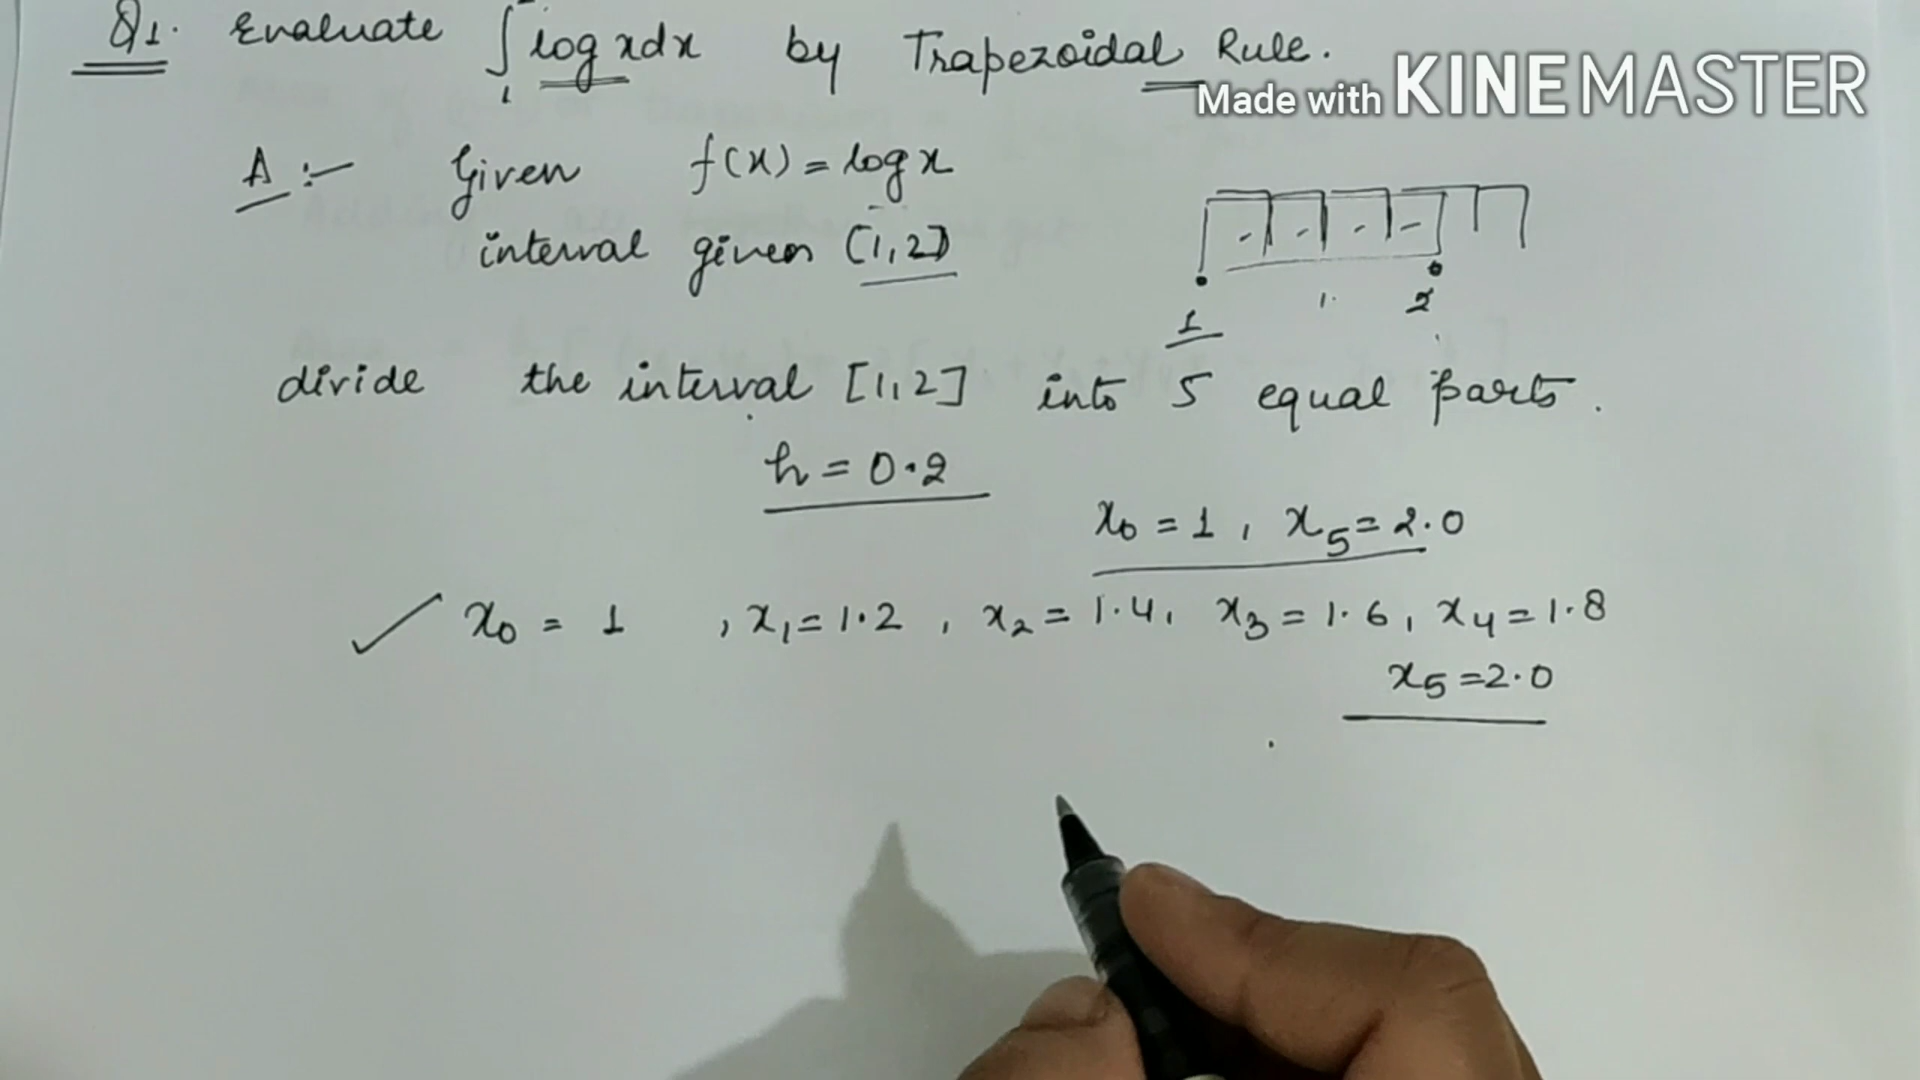 Q1. Evaluate ∫₁ log x dx by Trapezoidal Rule.
Made with KINEMASTER
A :- Given f(x) = log x
interval given (1,2)
1 1. 2
divide the interval [1,2] into 5 equal parts.
h = 0.2
x₀ = 1, x₅ = 2.0
✓ x₀ = 1, x₁ = 1.2, x₂ = 1.4, x₃ = 1.6, x₄ = 1.8
x₅ = 2.0